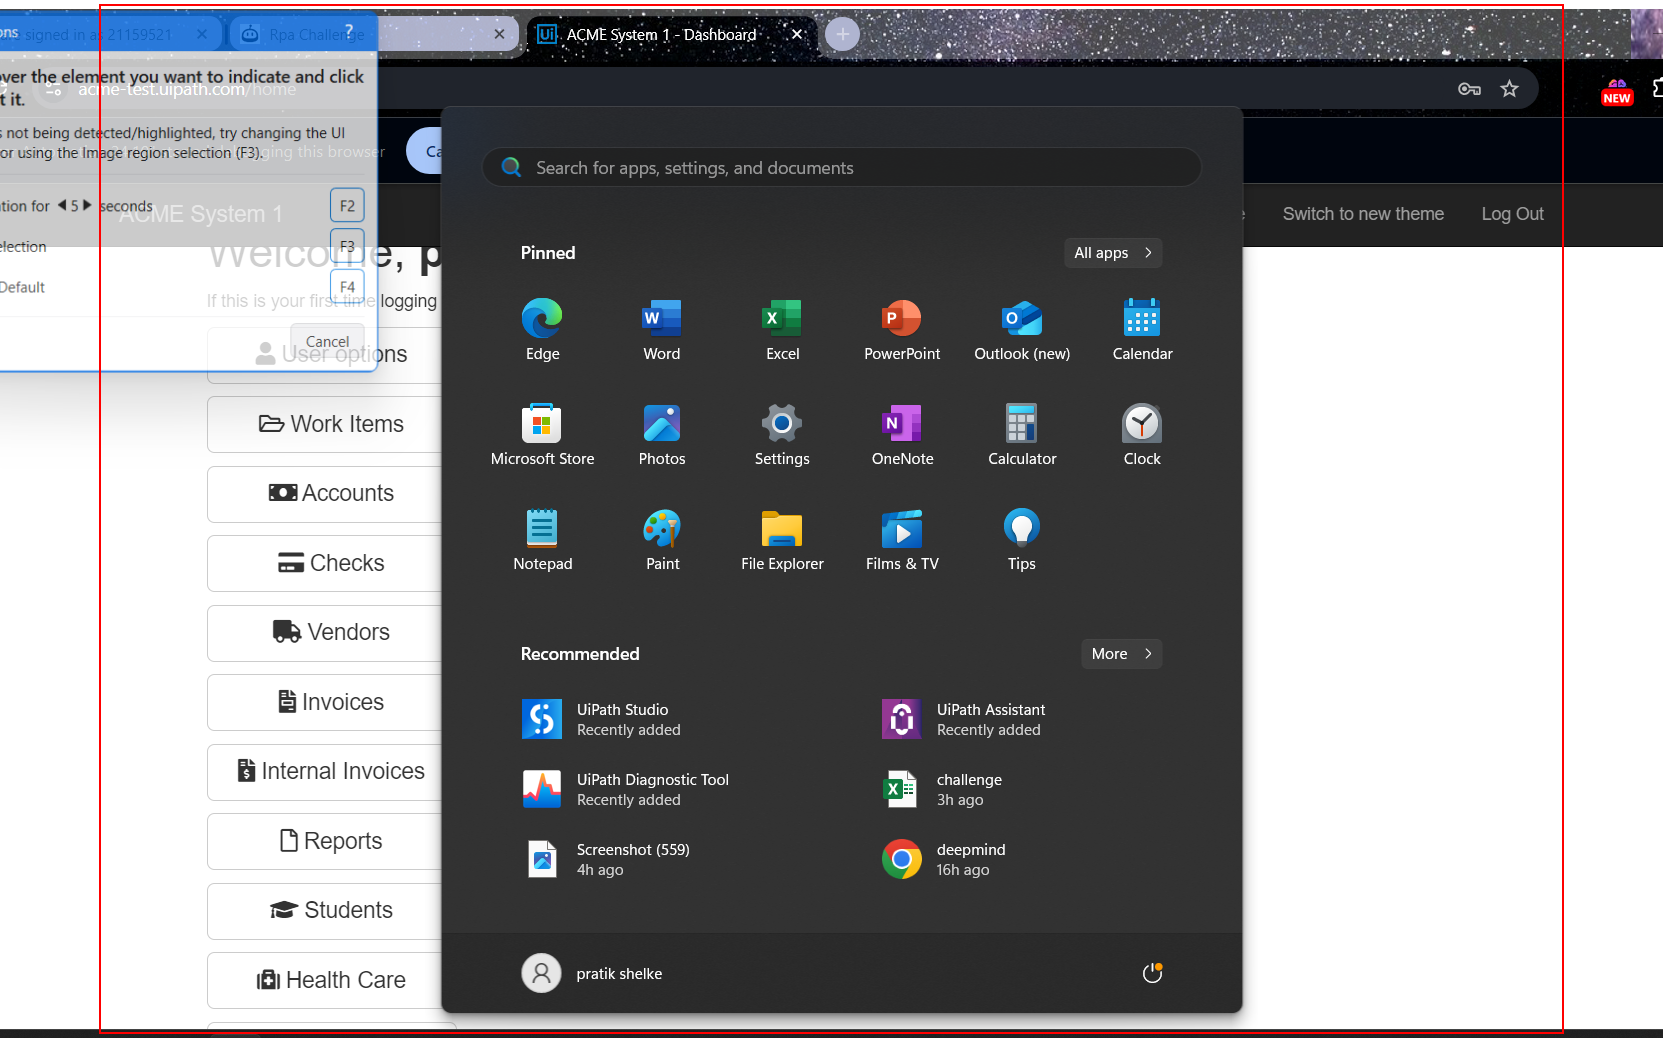 ons
signed in as 21159521
Rpa Challenge
?
ACME System 1 - Dashboard
over the element you want to indicate and click
t it.
acme-test.uipath.com/home
NEW
s not being detected/highlighted, try changing the UI
or using the Image region selection (F3).
ging this browser
Ca
ation for 5 seconds
F2
ACME System 1
Switch to new theme
Log Out
election
F3
Default
F4
Cancel
Welcome, p
If this is your first time logging
User options
Work Items
Accounts
Checks
Vendors
Invoices
Internal Invoices
Reports
Students
Health Care
Search for apps, settings, and documents
Pinned
All apps
Edge
Word
Excel
PowerPoint
Outlook (new)
Calendar
Microsoft Store
Photos
Settings
OneNote
Calculator
Clock
Notepad
Paint
File Explorer
Films & TV
Tips
Recommended
More
UiPath Studio
Recently added
UiPath Assistant
Recently added
UiPath Diagnostic Tool
Recently added
challenge
3h ago
Screenshot (559)
4h ago
deepmind
16h ago
pratik shelke